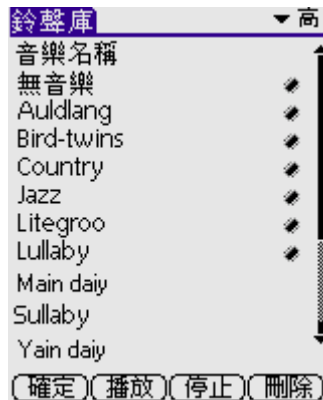 鈴聲庫 高
音樂名稱
無音樂
Auldlang
Bird-twins
Country
Jazz
Litegroo
Lullaby
Main daiy
Sullaby
Yain daiy
確定 播放 停止 刪除